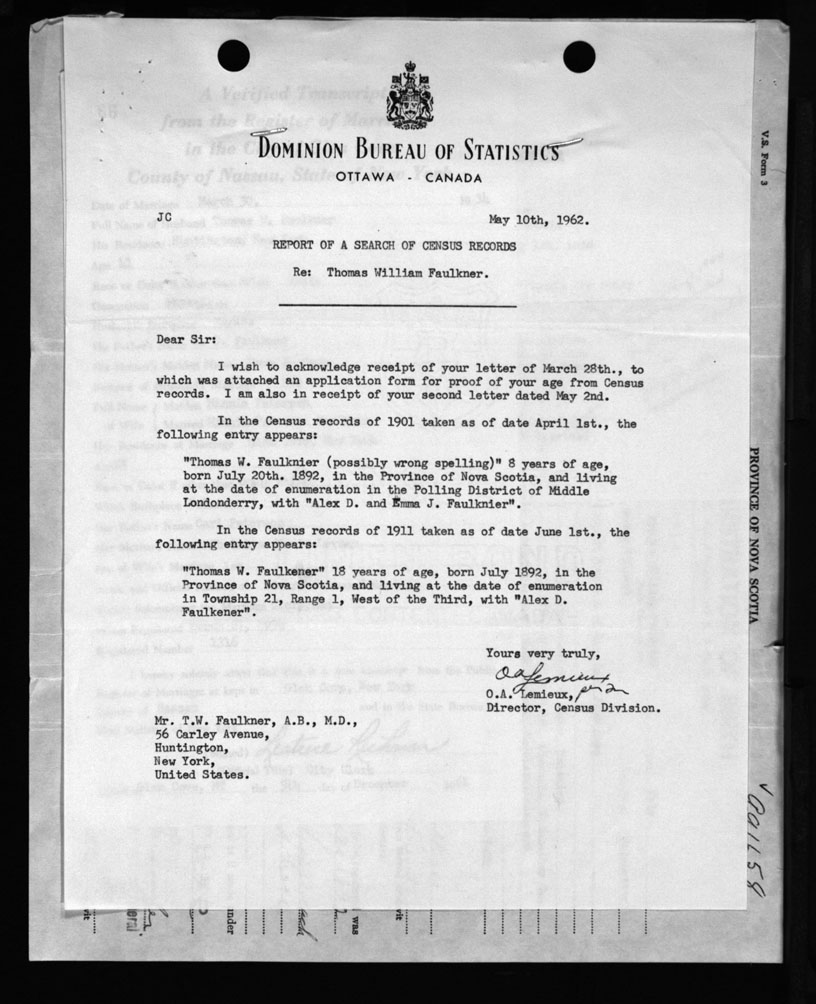 DOMINION BUREAU OF STATISTICS
OTTAWA - CANADA
JC
May 10th, 1962.
REPORT OF A SEARCH OF CENSUS RECORDS
Re: Thomas William Faulkner.
Dear Sir:
I wish to acknowledge receipt of your letter of March 28th., to
which was attached an application form for proof of your age from Census
records. I am also in receipt of your second letter dated May 2nd.
In the Census records of 1901 taken as of date April 1st., the
following entry appears:
"Thomas W. Faulknier (possibly wrong spelling)" 8 years of age,
born July 20th. 1892, in the Province of Nova Scotia, and living
at the date of enumeration in the Polling District of Middle
Londonderry, with "Alex D. and Emma J. Faulknier".
In the Census records of 1911 taken as of date June 1st., the
following entry appears:
"Thomas W. Faulkener" 18 years of age, born July 1892, in the
Province of Nova Scotia, and living at the date of enumeration
in Township 21, Range 1, West of the Third, with "Alex D.
Faulkener".
Yours very truly,
OA Lemieux
O.A. Lemieux,
Director, Census Division.
Mr. T.W. Faulkner, A.B., M.D.,
56 Carley Avenue,
Huntington,
New York,
United States.
V.S. Form 3
PROVINCE OF NOVA SCOTIA
001158
under
was